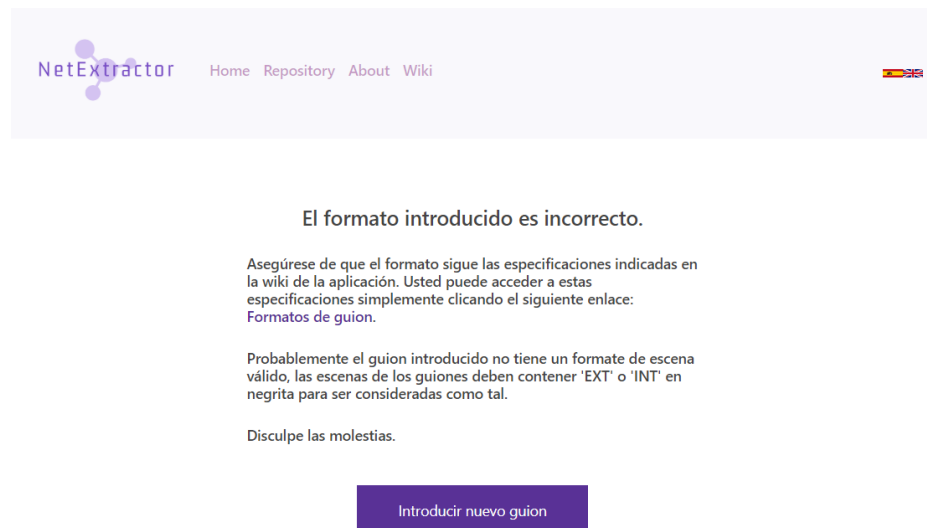 NetExtractor
Home Repository About Wiki
El formato introducido es incorrecto.
Asegúrese de que el formato sigue las especificaciones indicadas en
la wiki de la aplicación. Usted puede acceder a estas
especificaciones simplemente clicando el siguiente enlace:
Formatos de guion.
Probablemente el guion introducido no tiene un formate de escena
válido, las escenas de los guiones deben contener 'EXT' o 'INT' en
negrita para ser consideradas como tal.
Disculpe las molestias.
Introducir nuevo guion